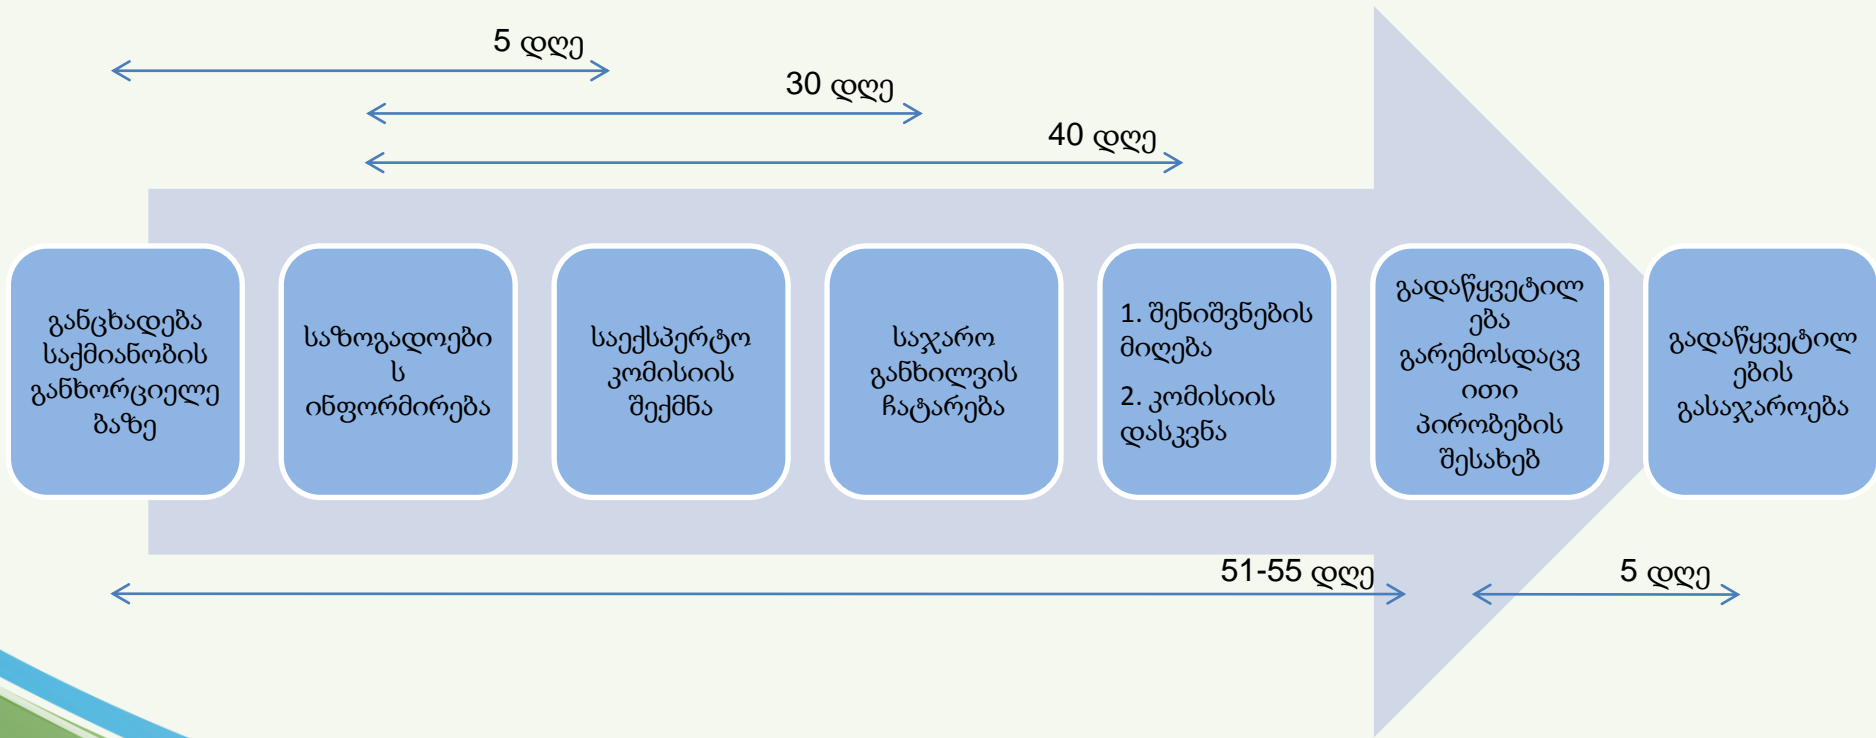 5 დღე
30 დღე
40 დღე
განცხადება
საქმიანობის
განხორციელე
ბაზე
საზოგადოები
ს
ინფორმირება
საექსპერტო
კომისიის
შექმნა
საჯარო
განხილვის
ჩატარება
1. შენიშვნების
მიღება
2. კომისიის
დასკვნა
გადაწყვეტილ
ება
გარემოსდაცვ
ითი
პირობების
შესახებ
გადაწყვეტილ
ების
გასაჯაროება
51-55 დღე
5 დღე